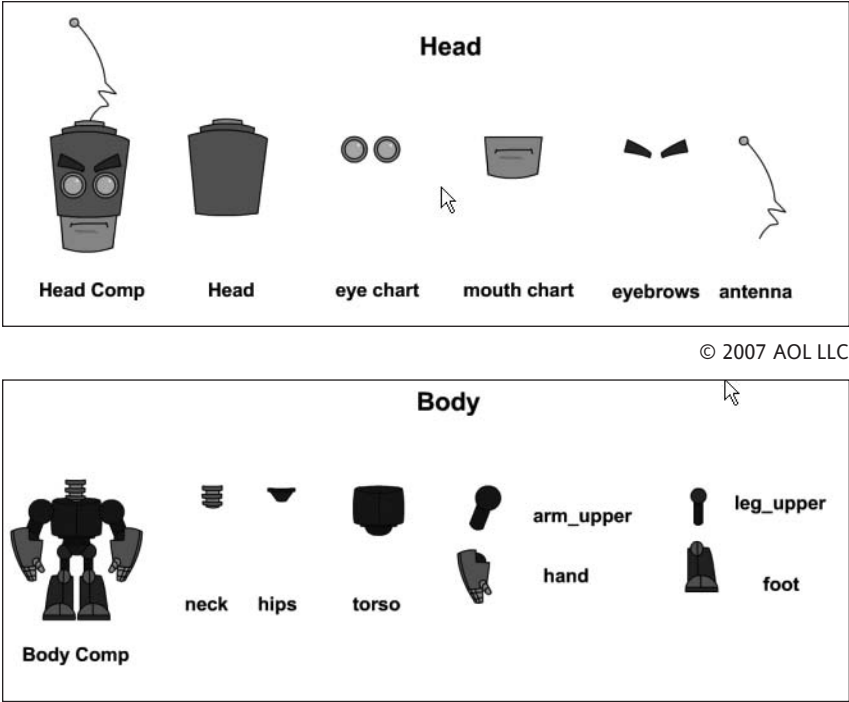 Head
Head Comp Head eye chart mouth chart eyebrows antenna
© 2007 AOL LLC
Body
arm_upper leg_upper
hand foot
neck hips torso
Body Comp